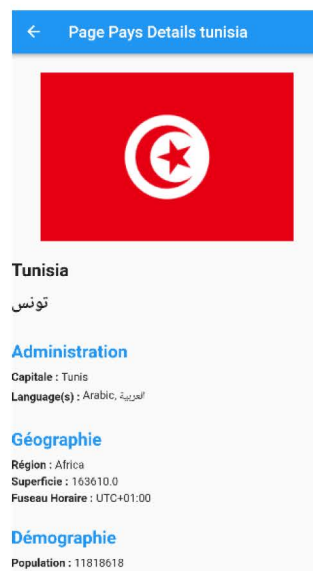 Page Pays Details tunisia
Tunisia
تونس
Administration
Capitale : Tunis
Language(s) : Arabic, العربية
Géographie
Région : Africa
Superficie : 163610.0
Fuseau Horaire : UTC+01:00
Démographie
Population : 11818618